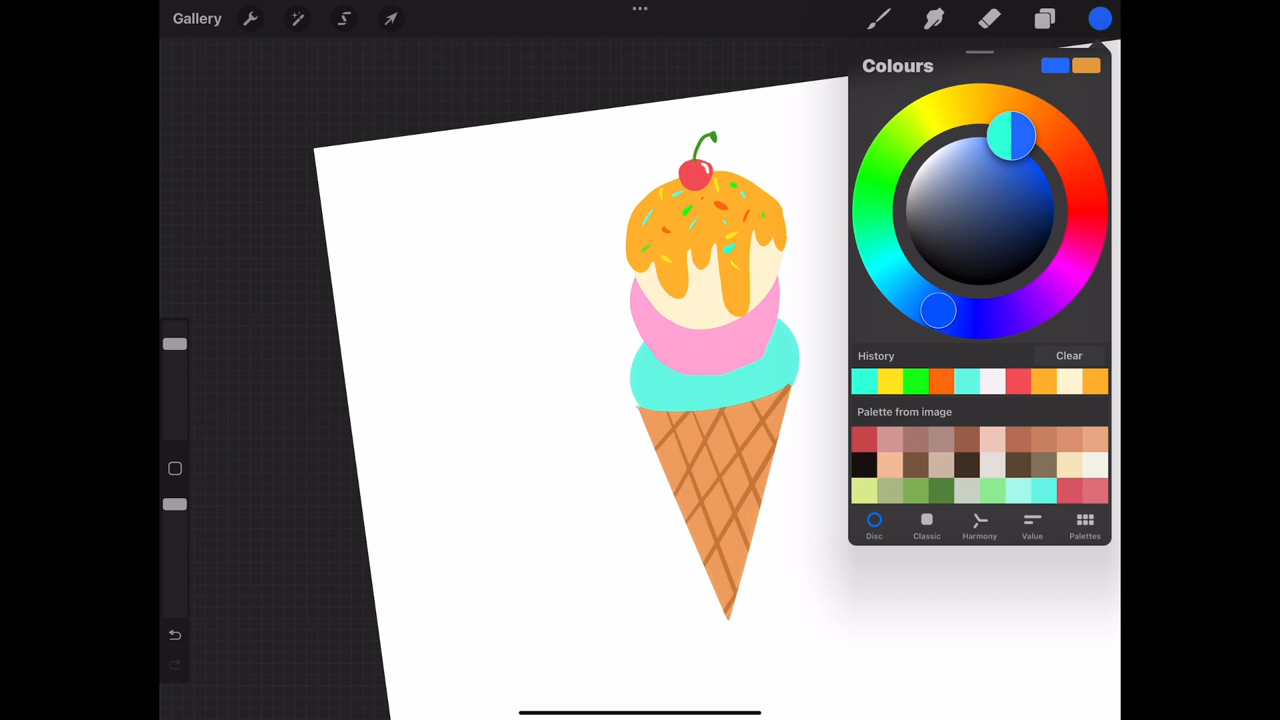 Gallery
Colours
History
Clear
Palette from image
Disc
Classic
Harmony
Value
Palettes